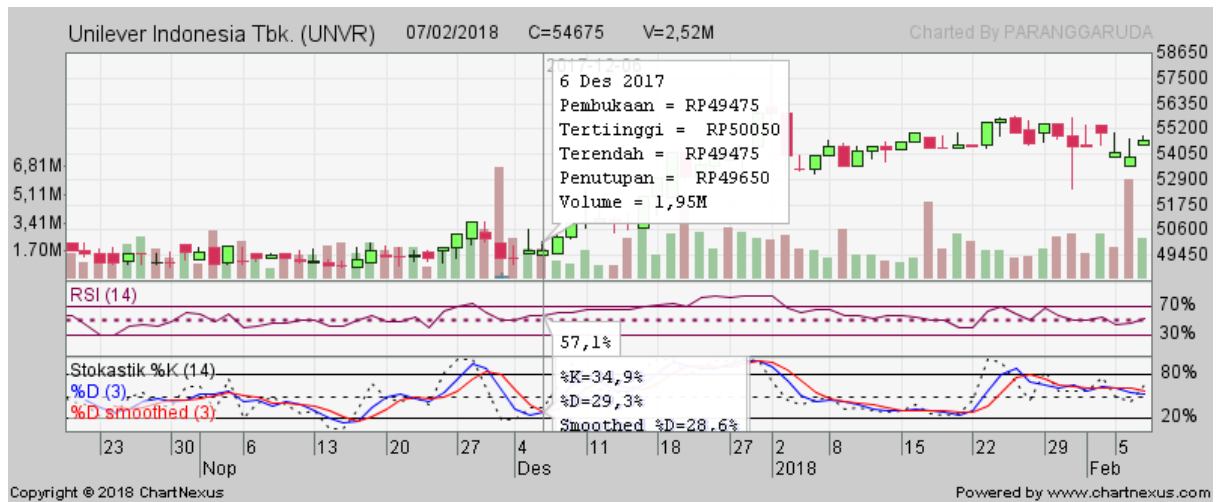 Unilever Indonesia Tbk. (UNVR) 07/02/2018 C=54675 V=2,52M Charted By PARANGGARUDA
2017-12-06
6 Des 2017
Pembukaan = RP49475
Tertiinggi = RP50050
Terendah = RP49475
Penutupan = RP49650
Volume = 1,95M
58650
57500
56350
55200
54050
52900
51750
50600
49450
6,81M
5,11M
3,41M
1.70M
RSI (14)
70%
30%
57,1%
Stokastik %K (14)
%D (3)
%D smoothed (3)
80%
20%
%K=34,9%
%D=29,3%
Smoothed %D=28.6%
23 30 6 13 20 27 4 11 18 27 2 8 15 22 29 5
Nop Des 2018 Feb
Copyright © 2018 ChartNexus Powered by www.chartnexus.com